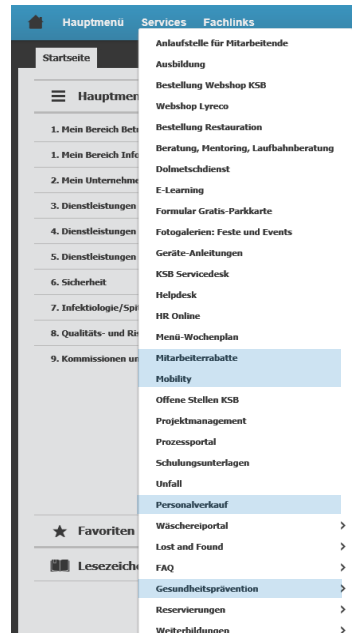 Hauptmenü Services Fachlinks
Startseite
Hauptmen
1. Mein Bereich Betr
1. Mein Bereich Info
2. Mein Unternehme
3. Dienstleistungen
4. Dienstleistungen
5. Dienstleistungen
6. Sicherheit
7. Infektiologie/Spit
8. Qualitäts- und Ris
9. Kommissionen un
Favoriten
Lesezeiche
Anlaufstelle für Mitarbeitende
Ausbildung
Bestellung Webshop KSB
Webshop Lyreco
Bestellung Restauration
Beratung, Mentoring, Laufbahnberatung
Dolmetschdienst
E-Learning
Formular Gratis-Parkkarte
Fotogalerien: Feste und Events
Geräte-Anleitungen
KSB Servicedesk
Helpdesk
HR Online
Menü-Wochenplan
Mitarbeiterrabatte
Mobility
Offene Stellen KSB
Projektmanagement
Prozessportal
Schulungsunterlagen
Unfall
Personalverkauf
Wäschereiportal
Lost and Found
FAQ
Gesundheitsprävention
Reservierungen
Weiterbildungen